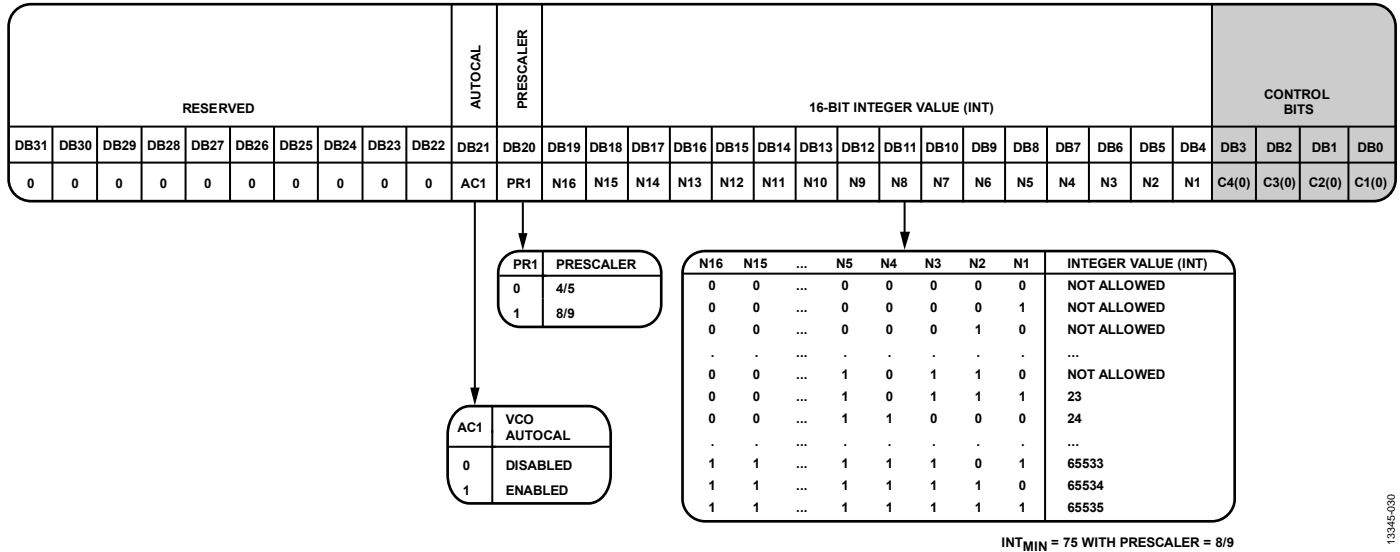 AUTOCAL
PRESCALER
RESERVED 16-BIT INTEGER VALUE (INT) CONTROL
BITS
DB31 DB30 DB29 DB28 DB27 DB26 DB25 DB24 DB23 DB22 DB21 DB20 DB19 DB18 DB17 DB16 DB15 DB14 DB13 DB12 DB11 DB10 DB9 DB8 DB7 DB6 DB5 DB4 DB3 DB2 DB1 DB0
0 0 0 0 0 0 0 0 0 0 AC1 PR1 N16 N15 N14 N13 N12 N11 N10 N9 N8 N7 N6 N5 N4 N3 N2 N1 C4(0) C3(0) C2(0) C1(0)
PR1 PRESCALER
0 4/5
1 8/9
AC1 VCO
AUTOCAL
0 DISABLED
1 ENABLED
N16 N15 ... N5 N4 N3 N2 N1 INTEGER VALUE (INT)
0 0 ... 0 0 0 0 0 NOT ALLOWED
0 0 ... 0 0 0 0 1 NOT ALLOWED
0 0 ... 0 0 0 1 0 NOT ALLOWED
. . ... . . . . . ...
0 0 ... 1 0 1 1 0 NOT ALLOWED
0 0 ... 1 0 1 1 1 23
0 0 ... 1 1 0 0 0 24
. . ... . . . . . ...
1 1 ... 1 1 1 0 1 65533
1 1 ... 1 1 1 1 0 65534
1 1 ... 1 1 1 1 1 65535
INTMIN = 75 WITH PRESCALER = 8/9
13345-030